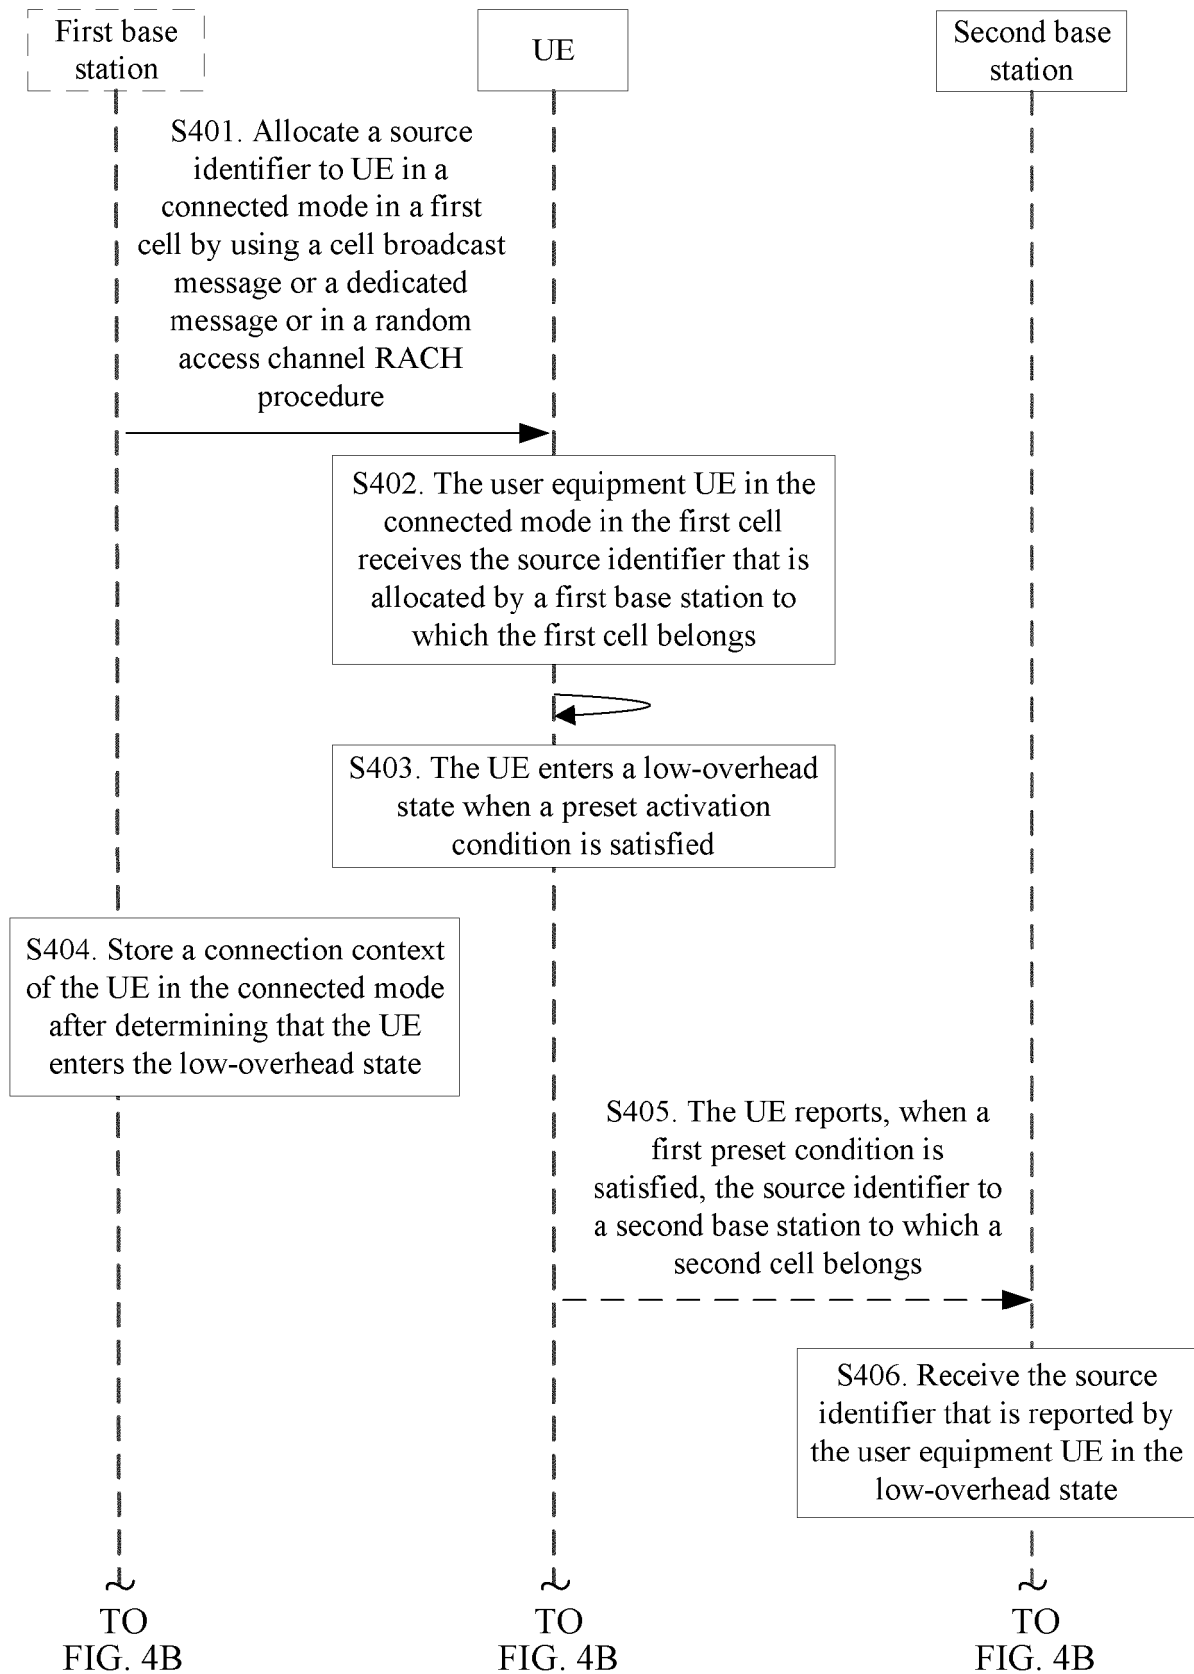 First base
station
UE
Second base
station
S401. Allocate a source
identifier to UE in a
connected mode in a first
cell by using a cell broadcast
message or a dedicated
message or in a random
access channel RACH
procedure
S402. The user equipment UE in the
connected mode in the first cell
receives the source identifier that is
allocated by a first base station to
which the first cell belongs
S403. The UE enters a low-overhead
state when a preset activation
condition is satisfied
S404. Store a connection context
of the UE in the connected mode
after determining that the UE
enters the low-overhead state
S405. The UE reports, when a
first preset condition is
satisfied, the source identifier to
a second base station to which a
second cell belongs
S406. Receive the source
identifier that is reported by
the user equipment UE in the
low-overhead state
TO
FIG. 4B
TO
FIG. 4B
TO
FIG. 4B